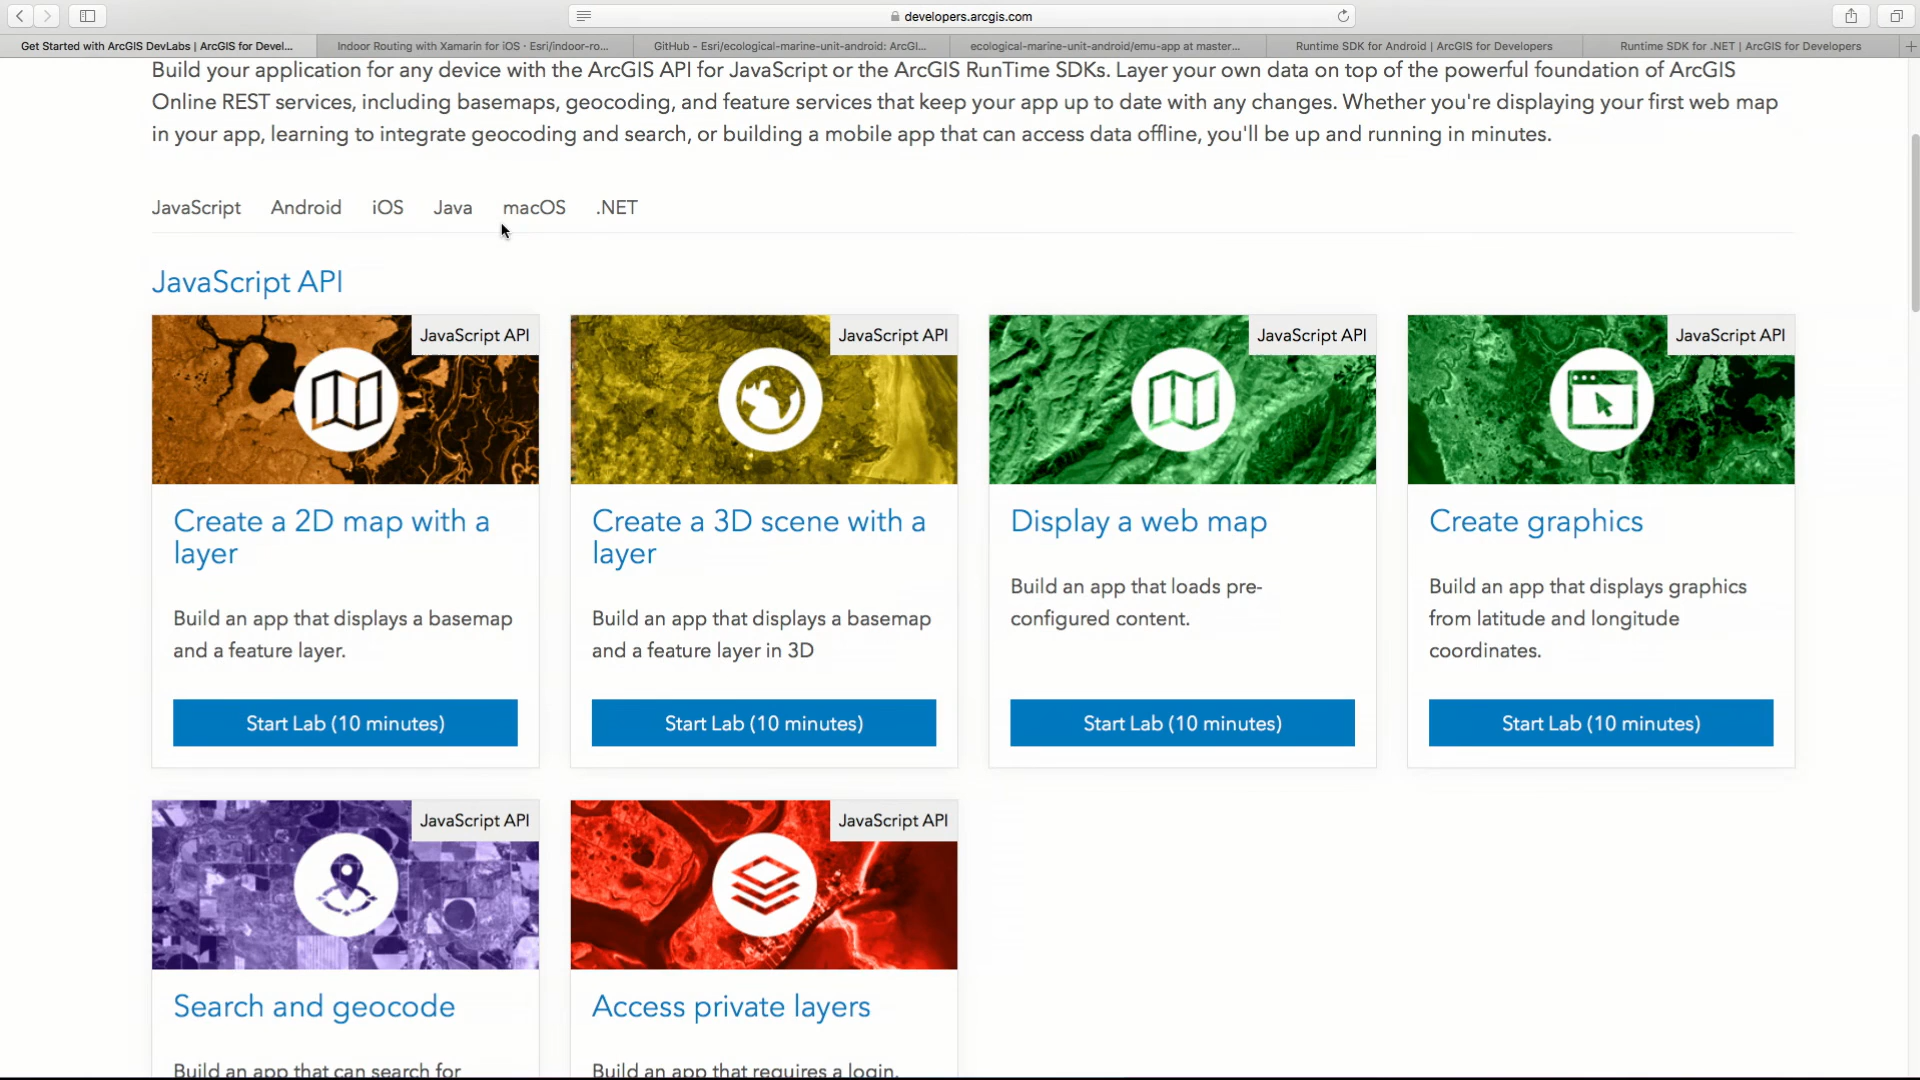 developers.arcgis.com
Get Started with ArcGIS DevLabs | ArcGIS for Devel...
Indoor Routing with Xamarin for iOS · Esri/indoor-ro...
GitHub - Esri/ecological-marine-unit-android: ArcGI...
ecological-marine-unit-android/emu-app at master...
Runtime SDK for Android | ArcGIS for Developers
Runtime SDK for .NET | ArcGIS for Developers
Build your application for any device with the ArcGIS API for JavaScript or the ArcGIS RunTime SDKs. Layer your own data on top of the powerful foundation of ArcGIS
Online REST services, including basemaps, geocoding, and feature services that keep your app up to date with any changes. Whether you're displaying your first web map
in your app, learning to integrate geocoding and search, or building a mobile app that can access data offline, you'll be up and running in minutes.
JavaScript Android iOS Java macOS .NET
JavaScript API
JavaScript API
JavaScript API
JavaScript API
JavaScript API
Create a 2D map with a
layer
Build an app that displays a basemap
and a feature layer.
Start Lab (10 minutes)
Create a 3D scene with a
layer
Build an app that displays a basemap
and a feature layer in 3D
Start Lab (10 minutes)
Display a web map
Build an app that loads pre-
configured content.
Start Lab (10 minutes)
Create graphics
Build an app that displays graphics
from latitude and longitude
coordinates.
Start Lab (10 minutes)
JavaScript API
JavaScript API
Search and geocode
Build an app that can search for
Access private layers
Build an app that requires a login.